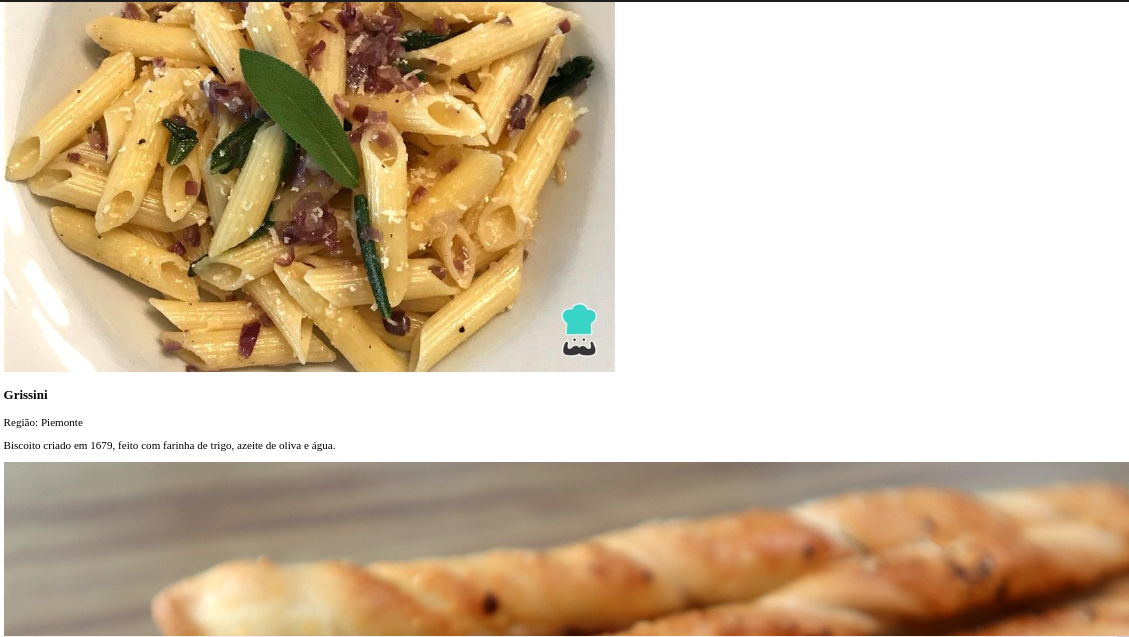 Grissini
Região: Piemonte
Biscoito criado em 1679, feito com farinha de trigo, azeite de oliva e água.